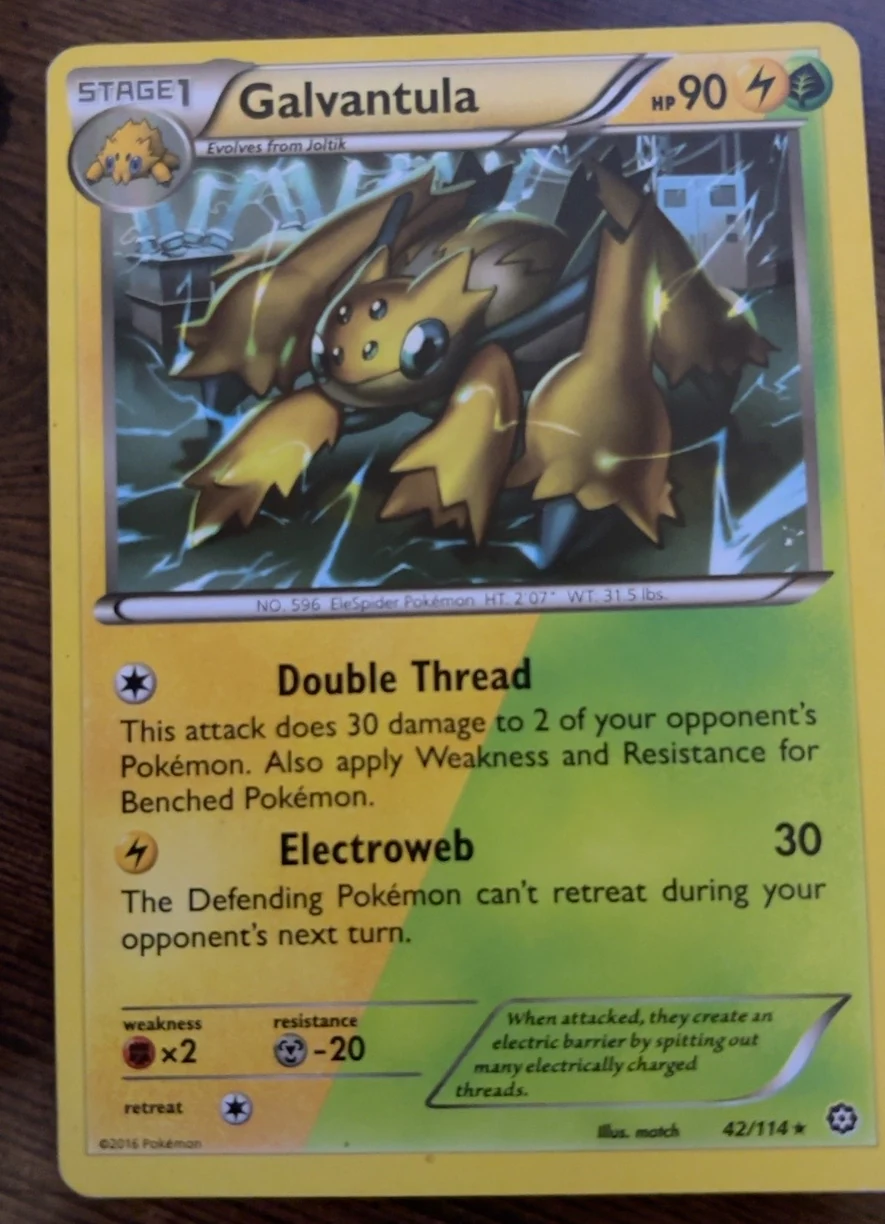 STAGE1
Galvantula
HP 90
Evolves from Joltik
NO. 596 EleSpider Pokémon HT. 2'07" WT. 31.5 lbs.
Double Thread
This attack does 30 damage to 2 of your opponent's
Pokémon. Also apply Weakness and Resistance for
Benched Pokémon.
Electroweb 30
The Defending Pokémon can't retreat during your
opponent's next turn.
weakness
×2
resistance
-20
retreat
When attacked, they create an
electric barrier by spitting out
many electrically charged
threads.
©2016 Pokémon
Illus. match
42/114 ★